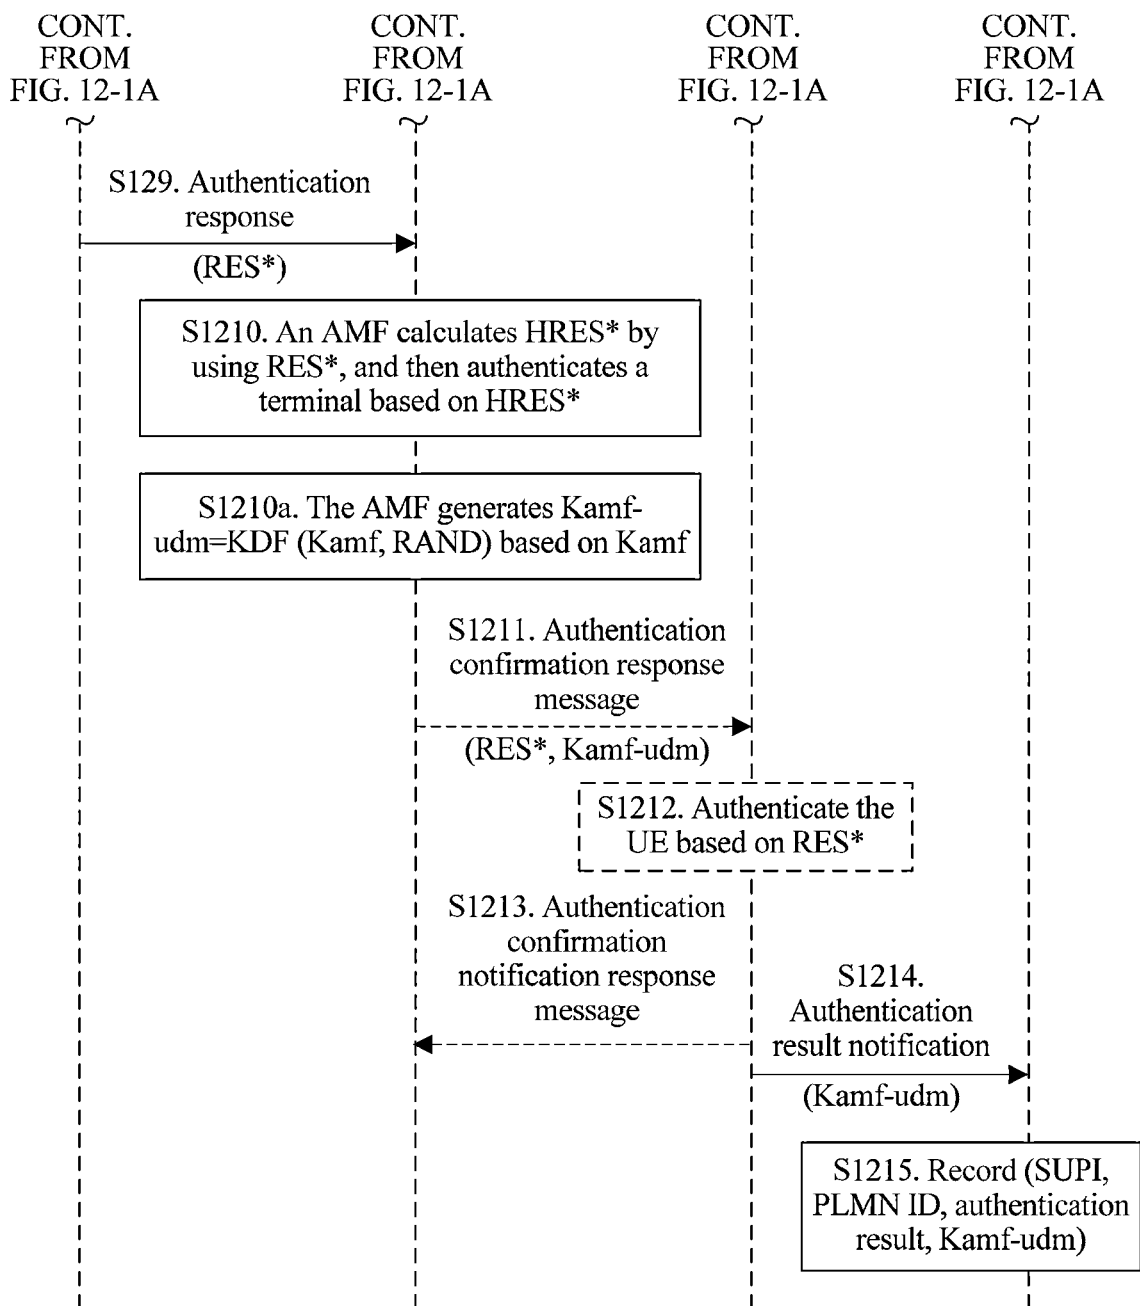 CONT.
FROM
FIG. 12-1A
CONT.
FROM
FIG. 12-1A
CONT.
FROM
FIG. 12-1A
CONT.
FROM
FIG. 12-1A
S129. Authentication
response
(RES*)
S1210. An AMF calculates HRES* by
using RES*, and then authenticates a
terminal based on HRES*
S1210a. The AMF generates Kamf-
udm=KDF (Kamf, RAND) based on Kamf
S1211. Authentication
confirmation response
message
(RES*, Kamf-udm)
S1212. Authenticate the
UE based on RES*
S1213. Authentication
confirmation
notification response
message
S1214.
Authentication
result notification
(Kamf-udm)
S1215. Record (SUPI,
PLMN ID, authentication
result, Kamf-udm)